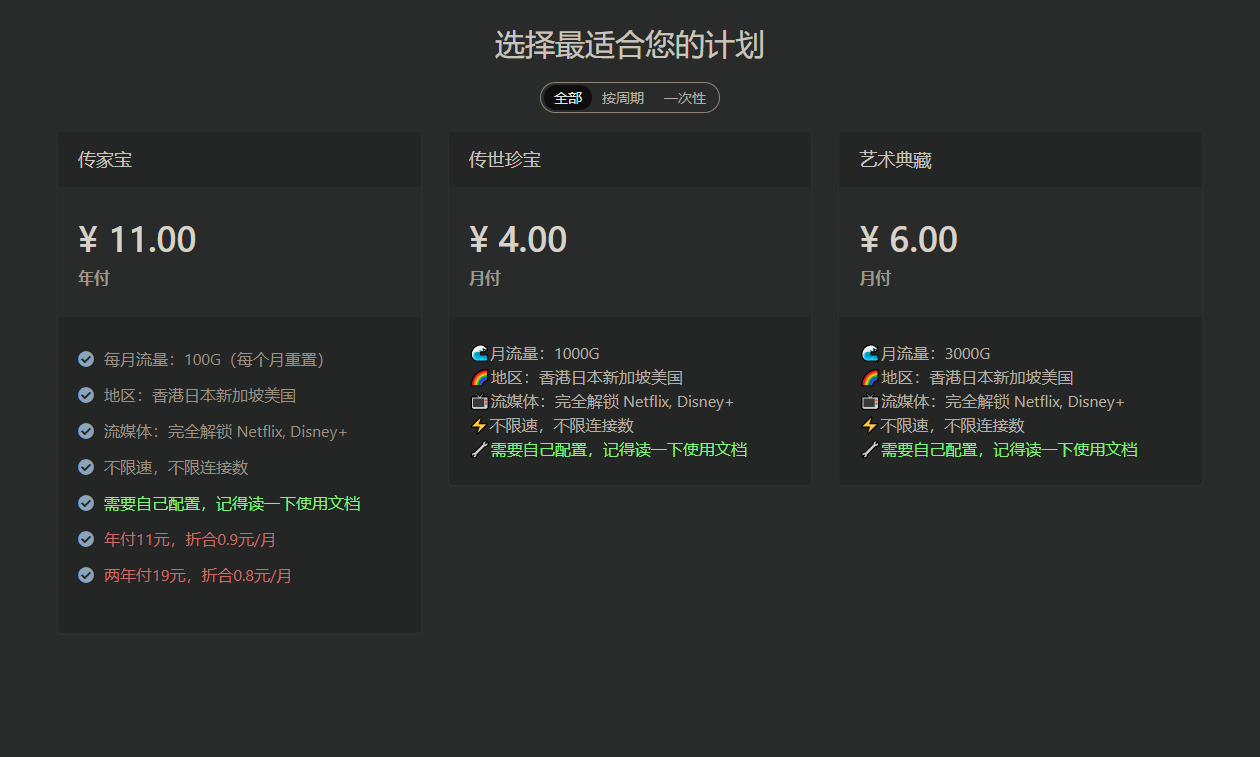 选择最适合您的计划
全部 按周期 一次性
传家宝
¥ 11.00
年付
每月流量：100G（每个月重置）
地区：香港日本新加坡美国
流媒体：完全解锁 Netflix, Disney+
不限速，不限连接数
需要自己配置，记得读一下使用文档
年付11元，折合0.9元/月
两年付19元，折合0.8元/月
传世珍宝
¥ 4.00
月付
🌊月流量：1000G
🌈地区：香港日本新加坡美国
📺流媒体：完全解锁 Netflix, Disney+
⚡不限速，不限连接数
🔧需要自己配置，记得读一下使用文档
艺术典藏
¥ 6.00
月付
🌊月流量：3000G
🌈地区：香港日本新加坡美国
📺流媒体：完全解锁 Netflix, Disney+
⚡不限速，不限连接数
🔧需要自己配置，记得读一下使用文档